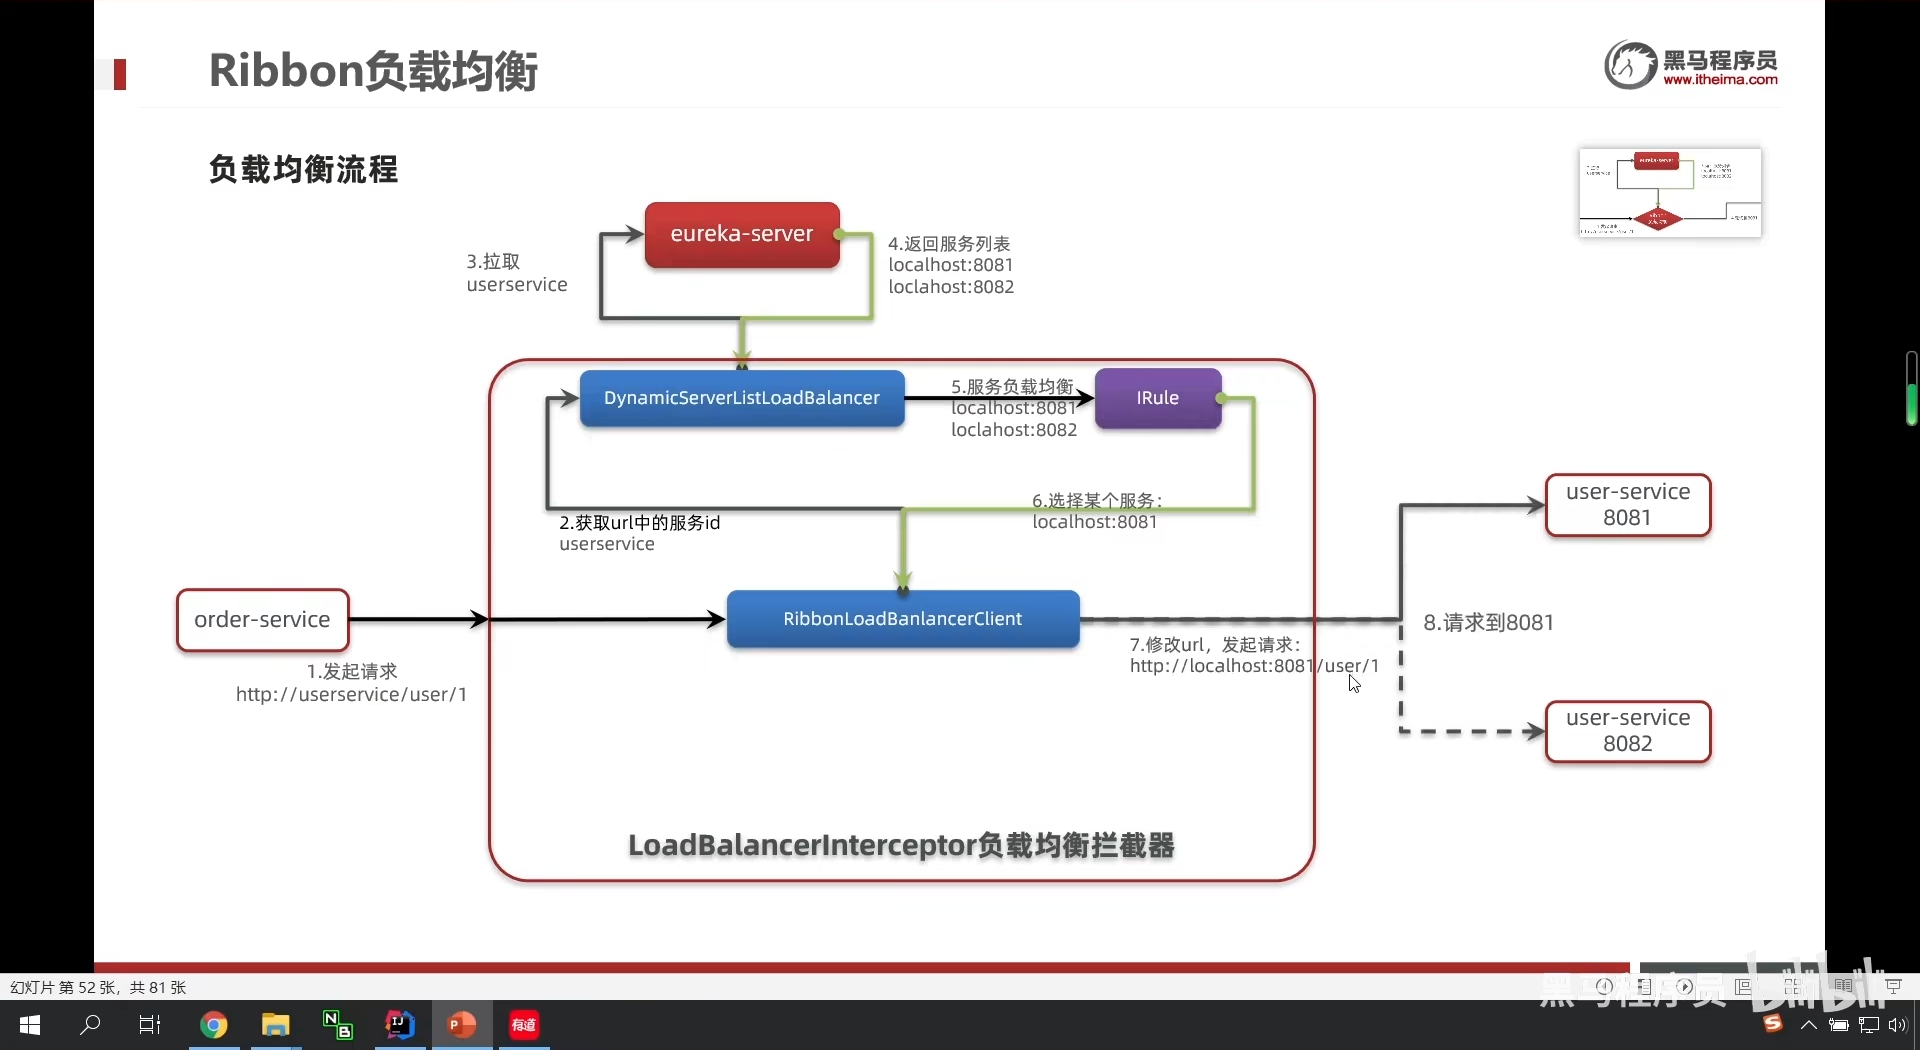 Ribbon负载均衡
黑马程序员
www.itheima.com
负载均衡流程
eureka-server
3.拉取
userservice
4.返回服务列表
localhost:8081
loclahost:8082
DynamicServerListLoadBalancer
5.服务负载均衡
localhost:8081
loclahost:8082
IRule
2.获取url中的服务id
userservice
6.选择某个服务：
localhost:8081
user-service
8081
order-service
RibbonLoadBanlancerClient
1.发起请求
http://userservice/user/1
7.修改url，发起请求：
http://localhost:8081/user/1
8.请求到8081
user-service
8082
LoadBalancerInterceptor负载均衡拦截器
幻灯片 第 52 张，共 81 张
黑马程序员
bilibili
有道